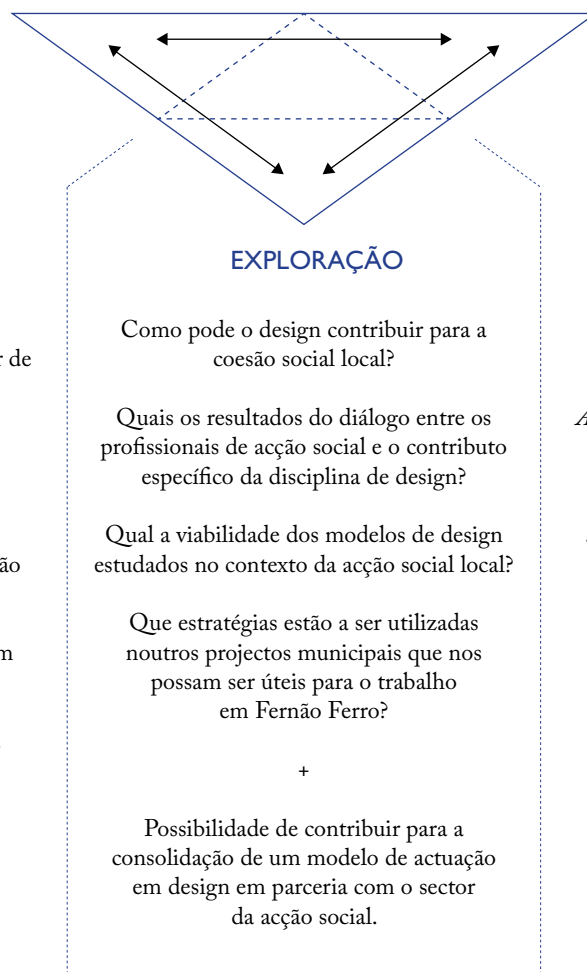 EXPLORAÇÃO
Como pode o design contribuir para a
coesão social local?
Quais os resultados do diálogo entre os
profissionais de acção social e o contributo
específico da disciplina de design?
Qual a viabilidade dos modelos de design
estudados no contexto da acção social local?
Que estratégias estão a ser utilizadas
noutros projectos municipais que nos
possam ser úteis para o trabalho
em Fernão Ferro?
+
Possibilidade de contribuir para a
consolidação de um modelo de actuação
em design em parceria com o sector
da acção social.
de